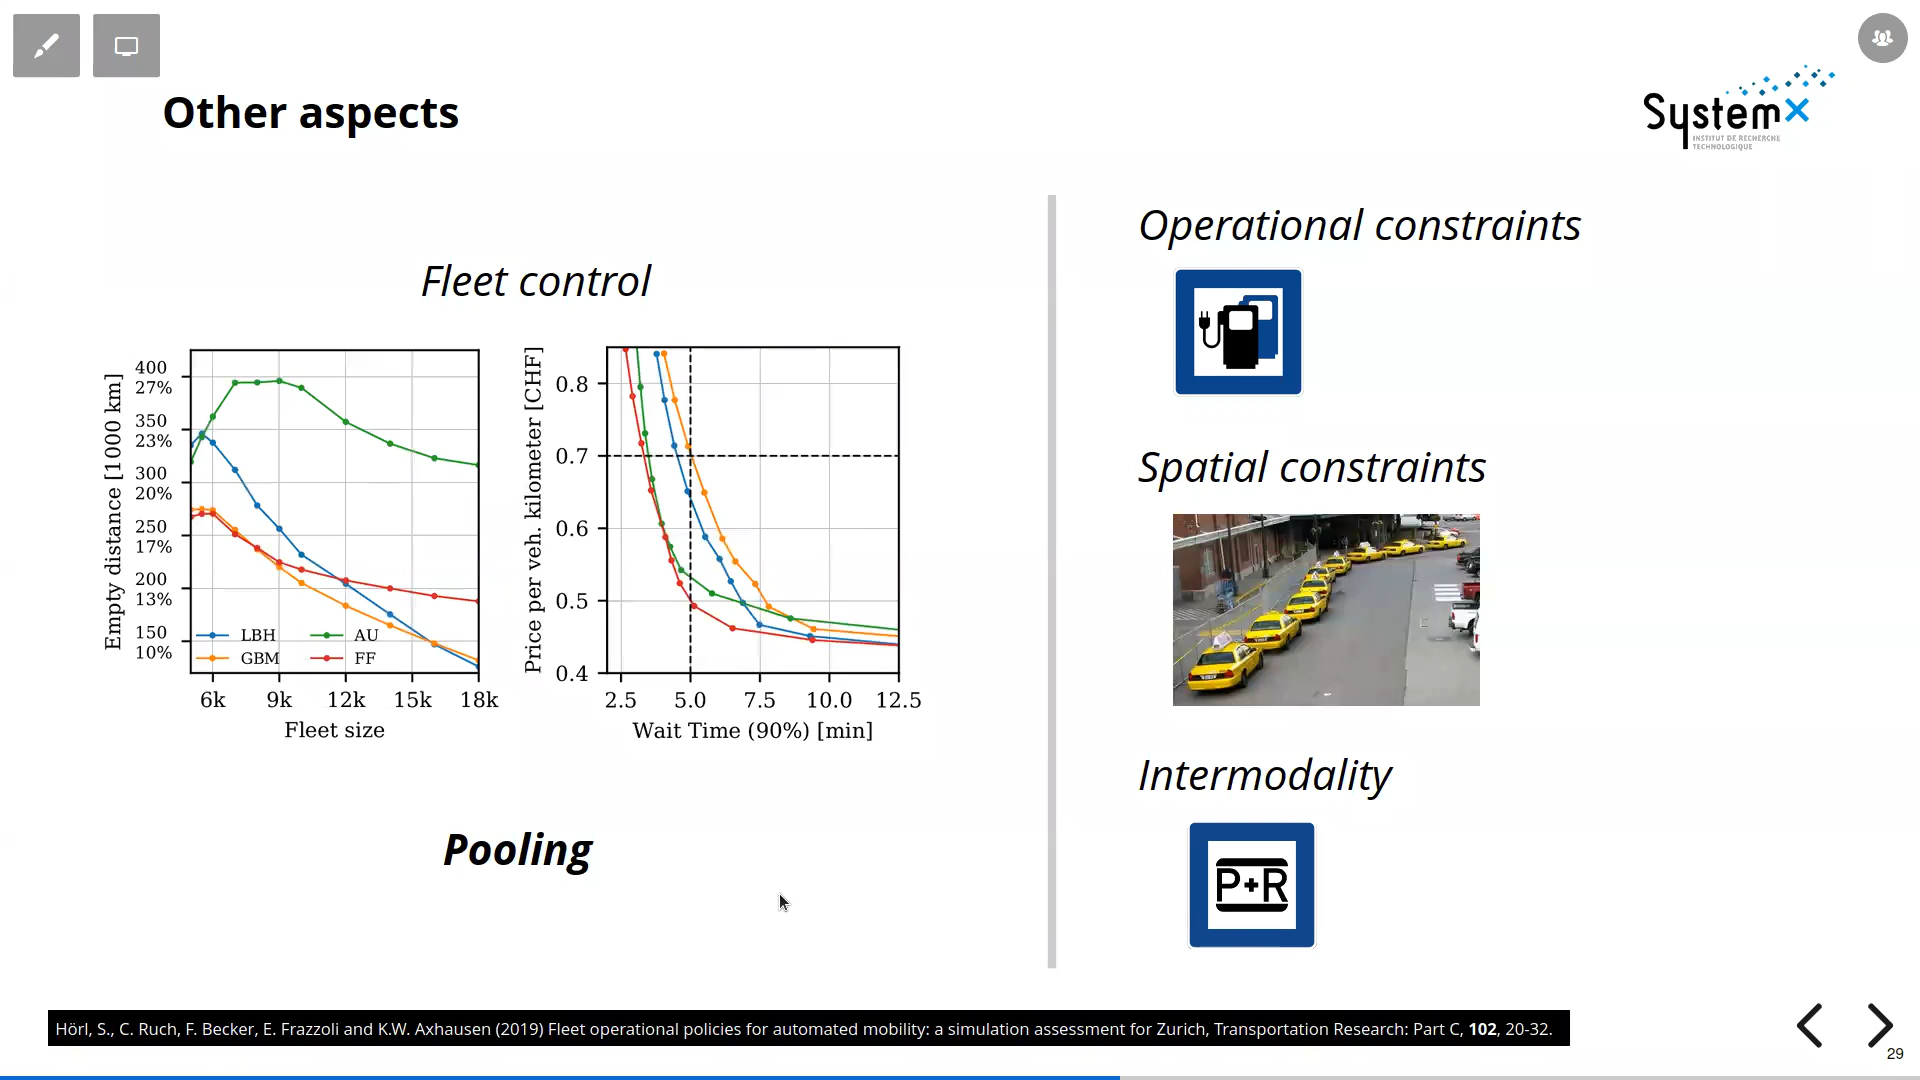 Other aspects
System
INSTITUT DE RECHERCHE
TECHNOLOGIQUE
Fleet control
Empty distance [1000 km]
400
27%
350
23%
300
20%
250
17%
200
13%
150
10%
LBH
AU
GBM
FF
6k
9k
12k
15k
18k
Fleet size
Price per veh. kilometer [CHF]
0.8
0.7
0.6
0.5
0.4
2.5
5.0
7.5
10.0
12.5
Wait Time (90%) [min]
Pooling
Operational constraints
Spatial constraints
Intermodality
P+R
Hörl, S., C. Ruch, F. Becker, E. Frazzoli and K.W. Axhausen (2019) Fleet operational policies for automated mobility: a simulation assessment for Zurich, Transportation Research: Part C, 102, 20-32.
29